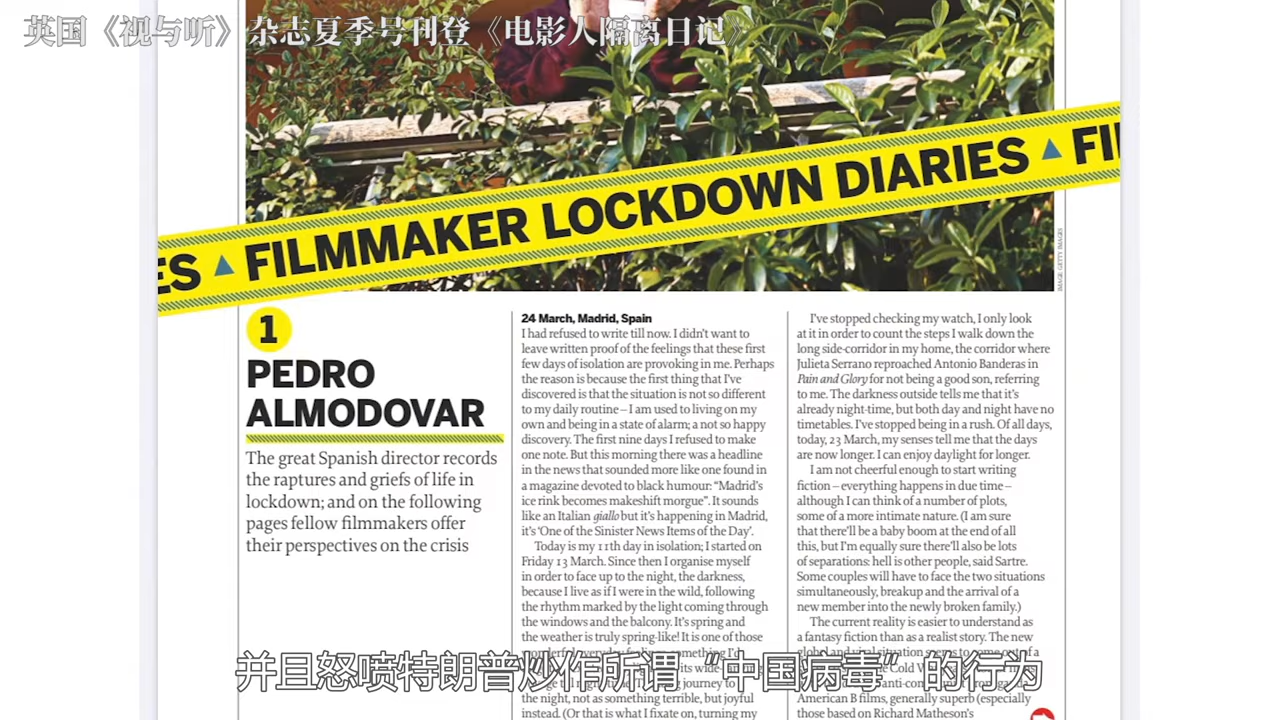 英国《视与听》杂志夏季号刊登《电影人隔离日记》
ES ▲ FILMMAKER LOCKDOWN DIARIES ▲ FI
IMAGE: GETTY IMAGES
1
PEDRO
ALMODOVAR
The great Spanish director records
the raptures and griefs of life in
lockdown; and on the following
pages fellow filmmakers offer
their perspectives on the crisis
24 March, Madrid, Spain
I had refused to write till now. I didn't want to
leave written proof of the feelings that these first
few days of isolation are provoking in me. Perhaps
the reason is because the first thing that I've
discovered is that the situation is not so different
to my daily routine – I am used to living on my
own and being in a state of alarm; a not so happy
discovery. The first nine days I refused to make
one note. But this morning there was a headline
in the news that sounded more like one found in
a magazine devoted to black humour: “Madrid's
ice rink becomes makeshift morgue”. It sounds
like an Italian giallo but it's happening in Madrid,
it's ‘One of the Sinister News Items of the Day’.
Today is my 11th day in isolation; I started on
Friday 13 March. Since then I organise myself
in order to face up to the night, the darkness,
because I live as if I were in the wild, following
the rhythm marked by the light coming through
the windows and the balcony. It's spring and
the weather is truly spring-like! It is one of those
the night, not as something terrible, but joyful
instead. (Or that is what I fixate on, turning my
I've stopped checking my watch, I only look
at it in order to count the steps I walk down the
long side-corridor in my home, the corridor where
Julieta Serrano reproached Antonio Banderas in
Pain and Glory for not being a good son, referring
to me. The darkness outside tells me that it's
already night-time, but both day and night have no
timetables. I've stopped being in a rush. Of all days,
today, 23 March, my senses tell me that the days
are now longer. I can enjoy daylight for longer.
I am not cheerful enough to start writing
fiction – everything happens in due time –
although I can think of a number of plots,
some of a more intimate nature. (I am sure
that there'll be a baby boom at the end of all
this, but I'm equally sure there'll also be lots
of separations: hell is other people, said Sartre.
Some couples will have to face the two situations
simultaneously, breakup and the arrival of a
new member into the newly broken family.)
The current reality is easier to understand as
a fantasy fiction than as a realist story. The new
American B films, generally superb (especially
those based on Richard Matheson's
并且怒喷特朗普炒作所谓“中国病毒”的行为